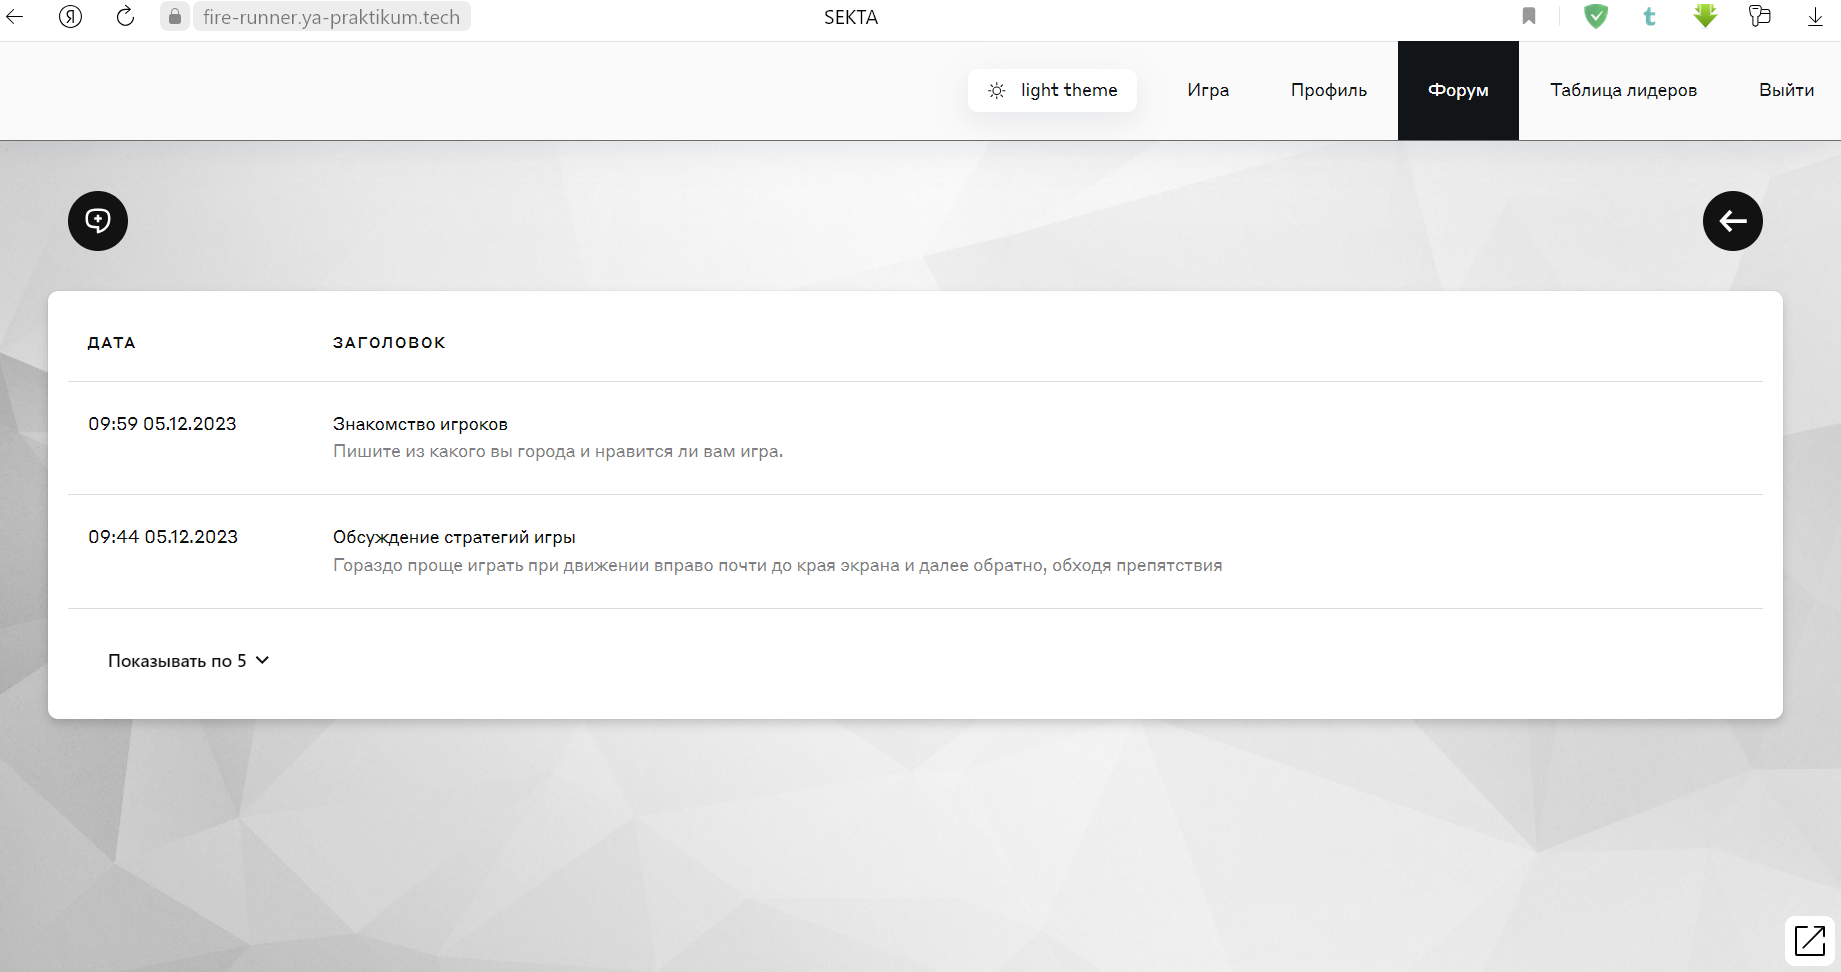 Я fire-runner.ya-praktikum.tech SEKTA t
light theme Игра Профиль Форум Таблица лидеров Выйти
ДАТА ЗАГОЛОВОК
09:59 05.12.2023 Знакомство игроков
Пишите из какого вы города и нравится ли вам игра.
09:44 05.12.2023 Обсуждение стратегий игры
Гораздо проще играть при движении вправо почти до края экрана и далее обратно, обходя препятствия
Показывать по 5